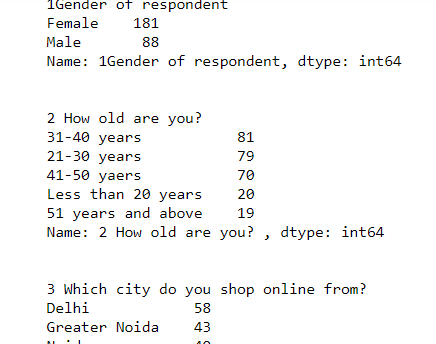 1Gender of respondent
Female 181
Male 88
Name: 1Gender of respondent, dtype: int64
2 How old are you?
31-40 years 81
21-30 years 79
41-50 yaers 70
Less than 20 years 20
51 years and above 19
Name: 2 How old are you? , dtype: int64
3 Which city do you shop online from?
Delhi 58
Greater Noida 43